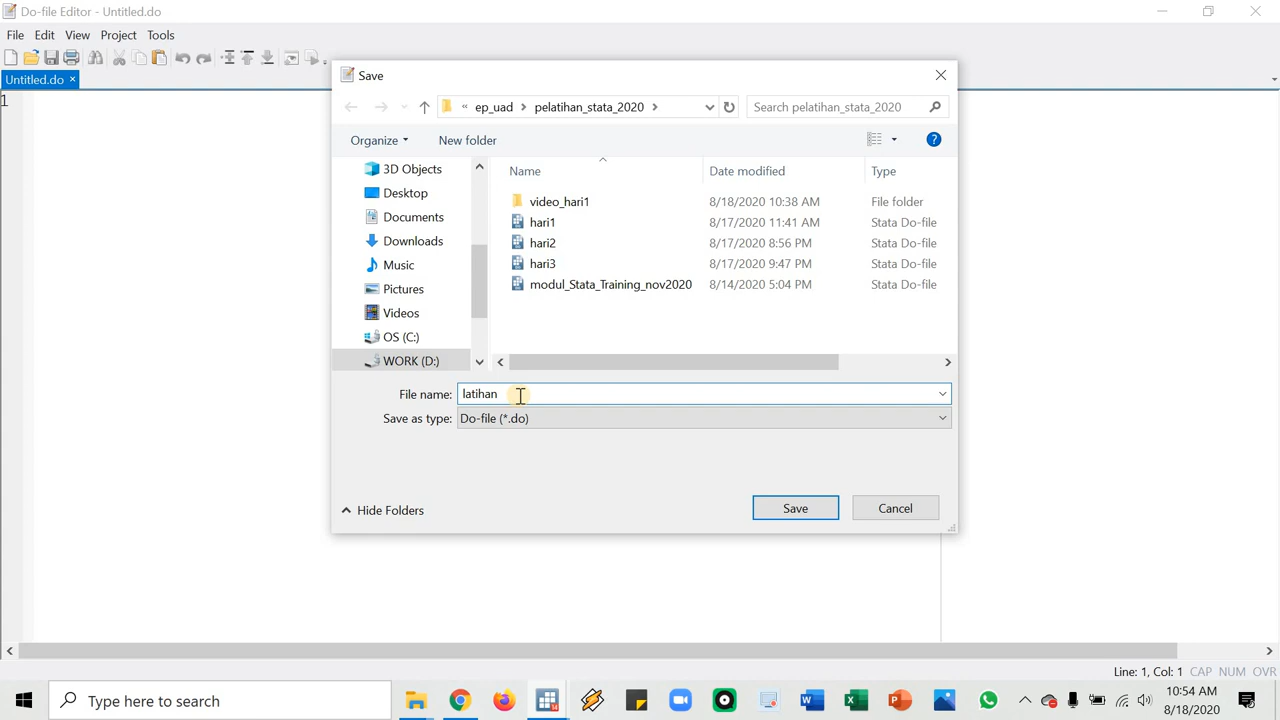 Do-file Editor - Untitled.do
File Edit View Project Tools
Untitled.do ×
1
Save
« ep_uad > pelatihan_stata_2020 >
Search pelatihan_stata_2020
Organize
New folder
3D Objects
Desktop
Documents
Downloads
Music
Pictures
Videos
OS (C:)
WORK (D:)
Name Date modified Type
video_hari1 8/18/2020 10:38 AM File folder
hari1 8/17/2020 11:41 AM Stata Do-file
hari2 8/17/2020 8:56 PM Stata Do-file
hari3 8/17/2020 9:47 PM Stata Do-file
modul_Stata_Training_nov2020 8/14/2020 5:04 PM Stata Do-file
File name: latihan
Save as type: Do-file (*.do)
Hide Folders
Save
Cancel
Line: 1, Col: 1 CAP NUM OVR
Type here to search
10:54 AM
8/18/2020